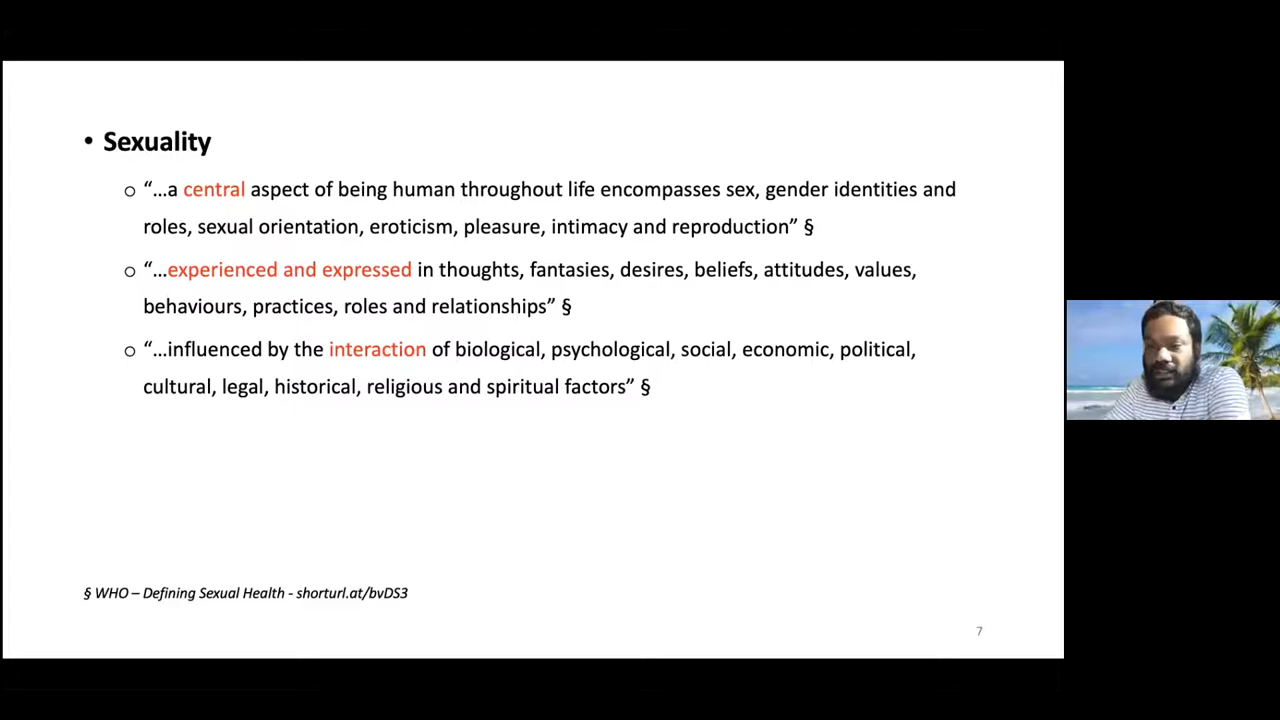 • Sexuality
o “…a central aspect of being human throughout life encompasses sex, gender identities and
roles, sexual orientation, eroticism, pleasure, intimacy and reproduction” §
o “…experienced and expressed in thoughts, fantasies, desires, beliefs, attitudes, values,
behaviours, practices, roles and relationships” §
o “…influenced by the interaction of biological, psychological, social, economic, political,
cultural, legal, historical, religious and spiritual factors” §
§ WHO – Defining Sexual Health - shorturl.at/bvDS3
7